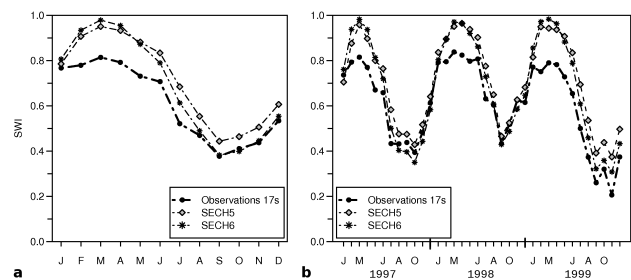 1.0
0.8
0.6
0.4
0.2
0.0
SWI
Observations 17s
SECH5
SECH6
J F M A M J J A S O N D
a
1.0
0.8
0.6
0.4
0.2
0.0
Observations 17s
SECH5
SECH6
J M M J A O J M M J A O J M M J A O
1997 1998 1999
b